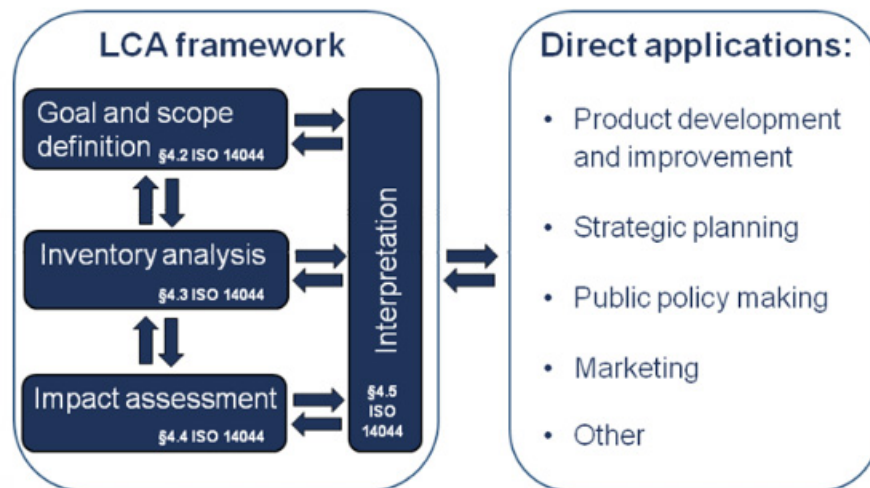 LCA framework
Goal and scope
definition §4.2 ISO 14044
Inventory analysis
§4.3 ISO 14044
Impact assessment
§4.4 ISO 14044
Interpretation
§4.5
ISO
14044
Direct applications:
• Product development
and improvement
• Strategic planning
• Public policy making
• Marketing
• Other